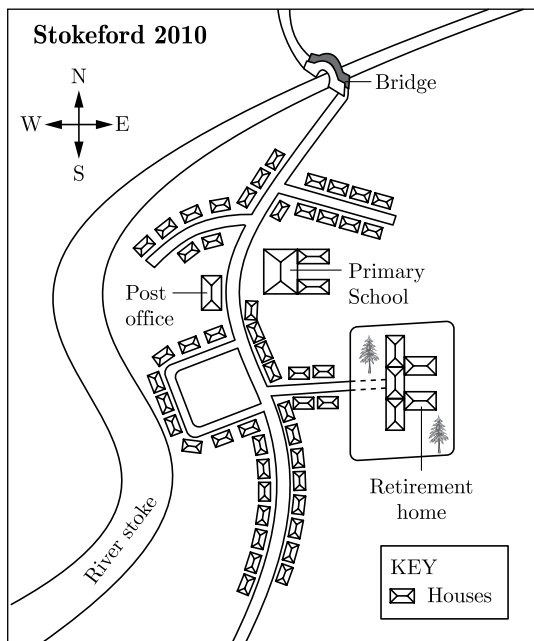 Stokeford 2010
N
W
E
S
Bridge
Primary
School
Post
office
Retirement
home
River stoke
KEY
Houses